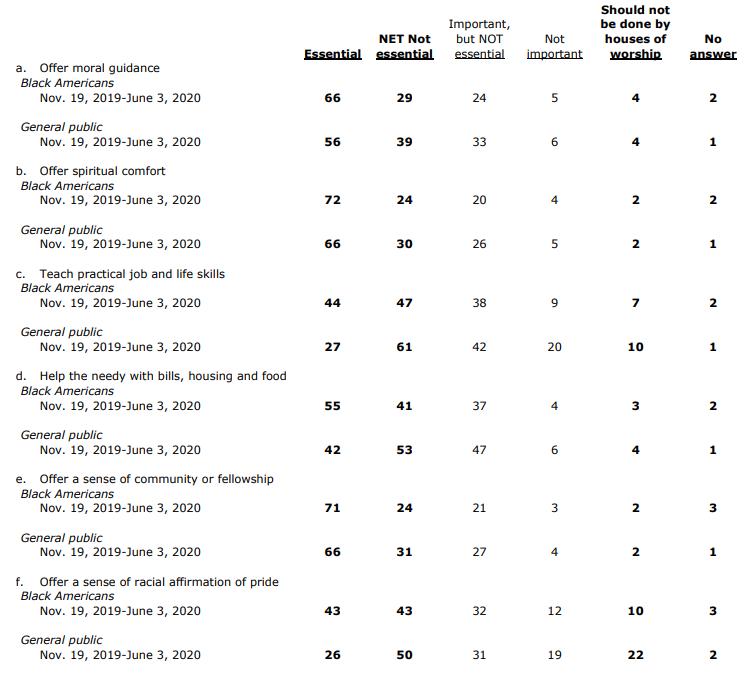 Essential NET Not essential Important, but NOT essential Not important Should not be done by houses of worship No answer
a. Offer moral guidance
Black Americans
Nov. 19, 2019-June 3, 2020 66 29 24 5 4 2
General public
Nov. 19, 2019-June 3, 2020 56 39 33 6 4 1
b. Offer spiritual comfort
Black Americans
Nov. 19, 2019-June 3, 2020 72 24 20 4 2 2
General public
Nov. 19, 2019-June 3, 2020 66 30 26 5 2 1
c. Teach practical job and life skills
Black Americans
Nov. 19, 2019-June 3, 2020 44 47 38 9 7 2
General public
Nov. 19, 2019-June 3, 2020 27 61 42 20 10 1
d. Help the needy with bills, housing and food
Black Americans
Nov. 19, 2019-June 3, 2020 55 41 37 4 3 2
General public
Nov. 19, 2019-June 3, 2020 42 53 47 6 4 1
e. Offer a sense of community or fellowship
Black Americans
Nov. 19, 2019-June 3, 2020 71 24 21 3 2 3
General public
Nov. 19, 2019-June 3, 2020 66 31 27 4 2 1
f. Offer a sense of racial affirmation of pride
Black Americans
Nov. 19, 2019-June 3, 2020 43 43 32 12 10 3
General public
Nov. 19, 2019-June 3, 2020 26 50 31 19 22 2